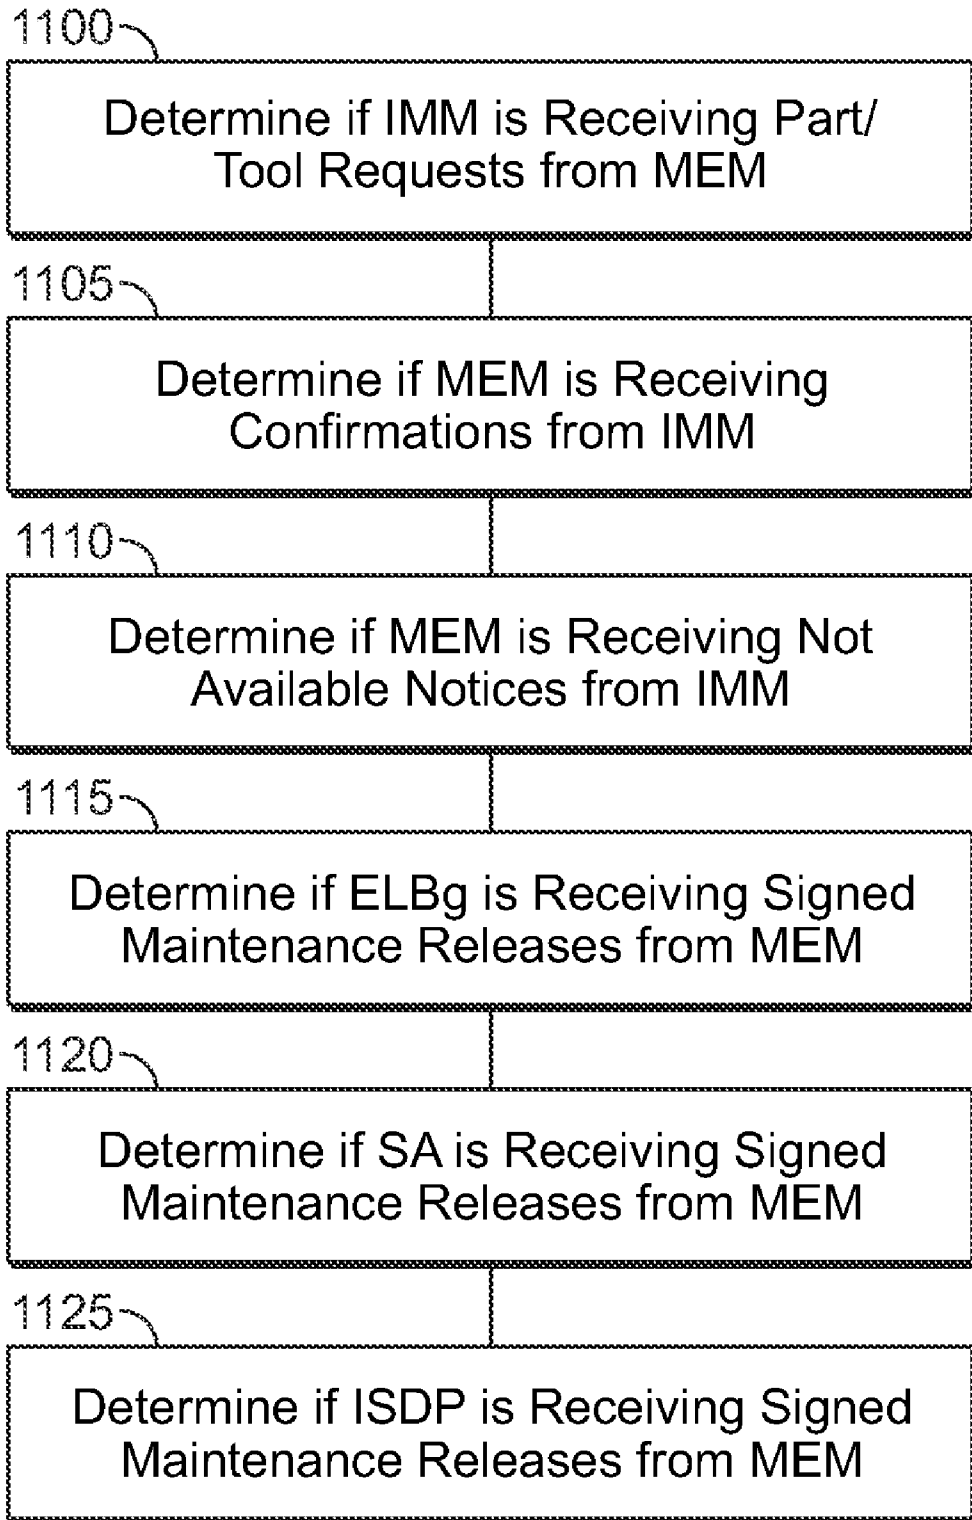 1100
Determine if IMM is Receiving Part/
Tool Requests from MEM
1105
Determine if MEM is Receiving
Confirmations from IMM
1110
Determine if MEM is Receiving Not
Available Notices from IMM
1115
Determine if ELBg is Receiving Signed
Maintenance Releases from MEM
1120
Determine if SA is Receiving Signed
Maintenance Releases from MEM
1125
Determine if ISDP is Receiving Signed
Maintenance Releases from MEM